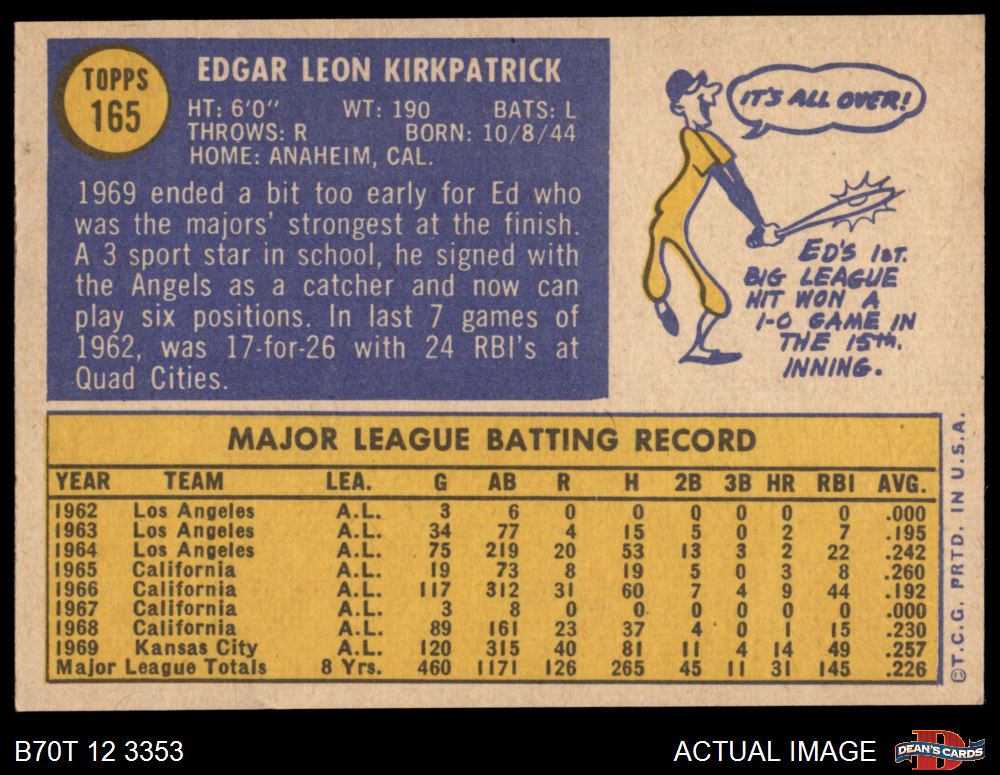 TOPPS
165
EDGAR LEON KIRKPATRICK
HT: 6'0" WT: 190 BATS: L
THROWS: R BORN: 10/8/44
HOME: ANAHEIM, CAL.
1969 ended a bit too early for Ed who
was the majors' strongest at the finish.
A 3 sport star in school, he signed with
the Angels as a catcher and now can
play six positions. In last 7 games of
1962, was 17-for-26 with 24 RBI's at
Quad Cities.
IT'S ALL OVER!
ED'S 1ST.
BIG LEAGUE
HIT WON A
1-0 GAME IN
THE 15th.
INNING.
MAJOR LEAGUE BATTING RECORD
YEAR TEAM LEA. G AB R H 2B 3B HR RBI AVG.
1962 Los Angeles A.L. 3 6 0 0 0 0 0 0 .000
1963 Los Angeles A.L. 34 77 4 15 5 0 2 7 .195
1964 Los Angeles A.L. 75 219 20 53 13 3 2 22 .242
1965 California A.L. 19 73 8 19 5 0 3 8 .260
1966 California A.L. 117 312 31 60 7 4 9 44 .192
1967 California A.L. 3 8 0 0 0 0 0 0 .000
1968 California A.L. 89 161 23 37 4 0 1 15 .230
1969 Kansas City A.L. 120 315 40 81 11 4 14 49 .257
Major League Totals 8 Yrs. 460 1171 126 265 45 11 31 145 .226
©T.C.G. PRTD. IN U.S.A.
B70T 12 3353
ACTUAL IMAGE
DEAN'S CARDS